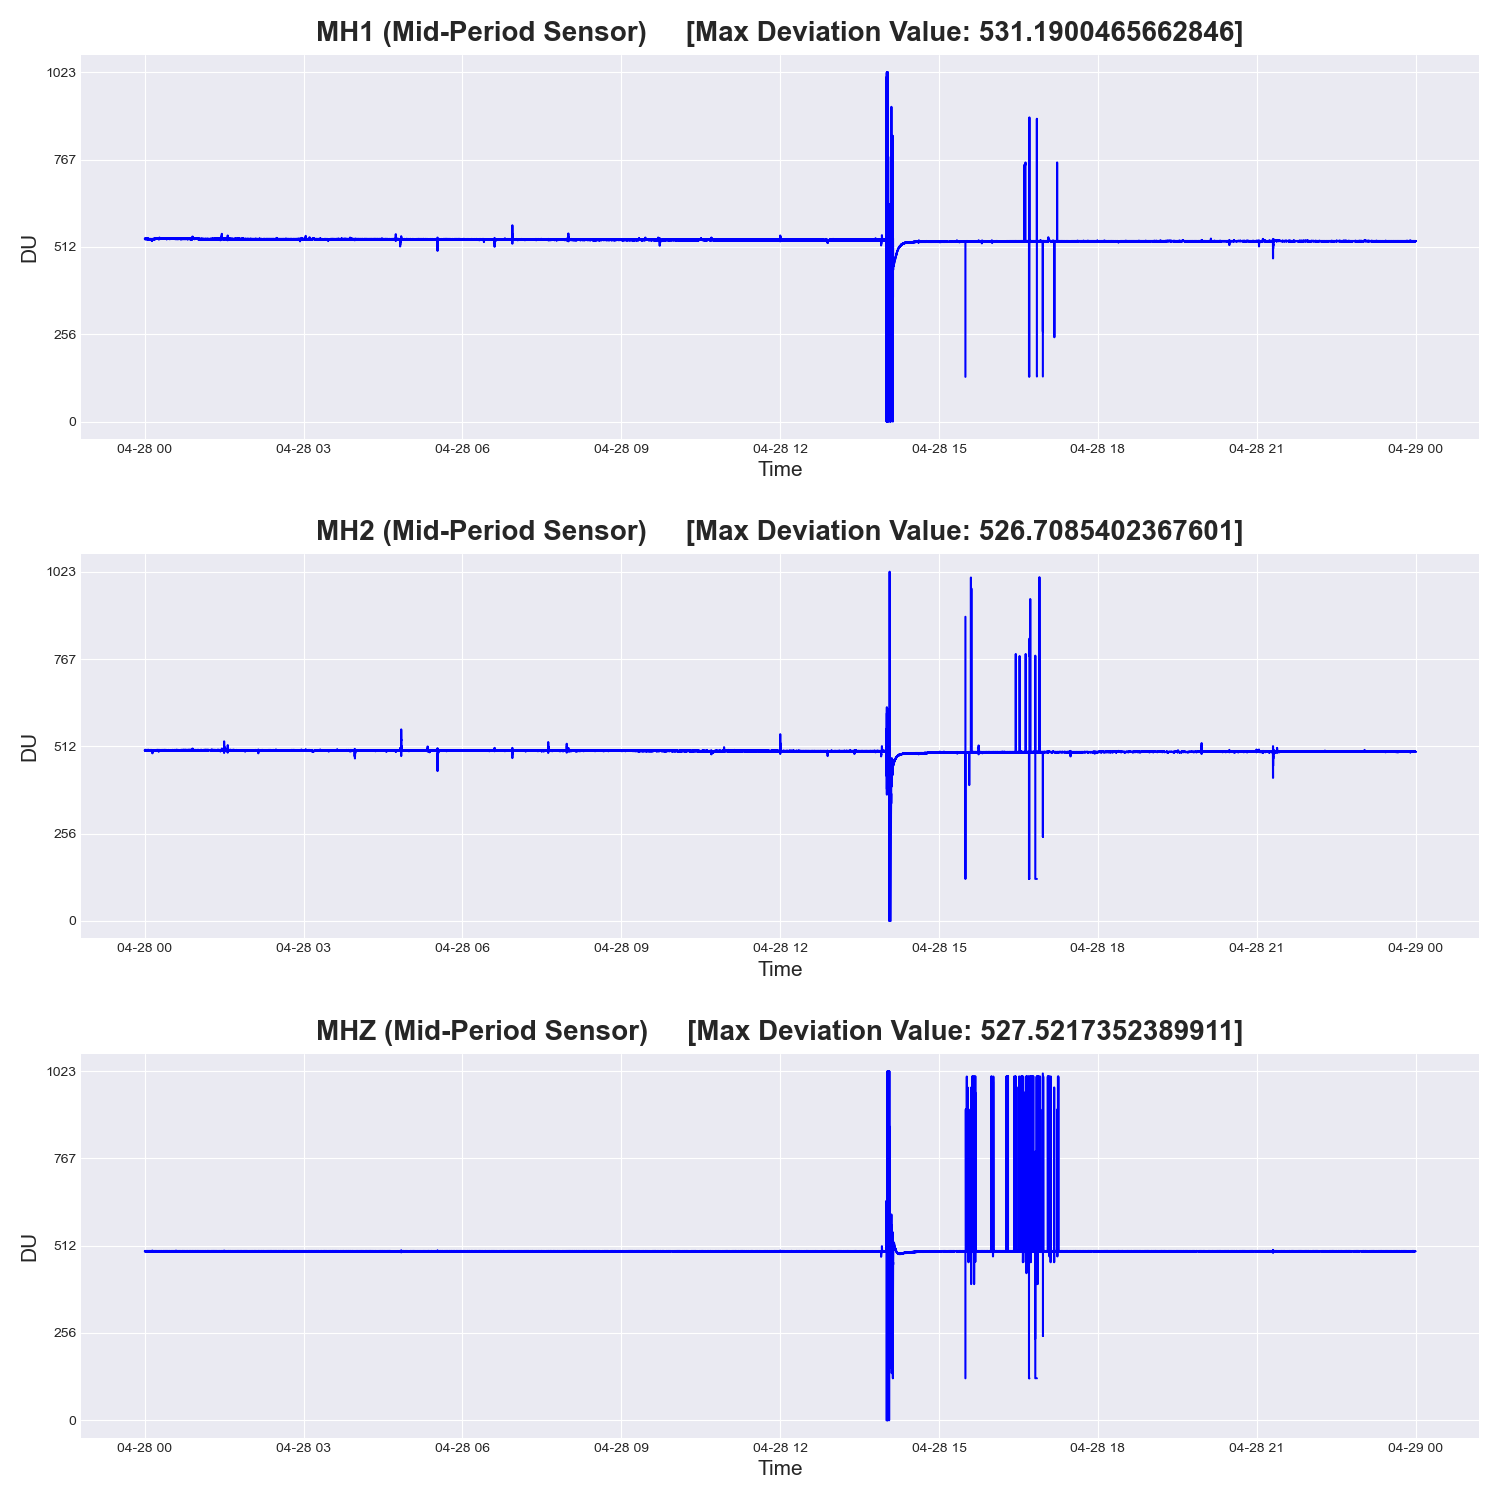 MH1 (Mid-Period Sensor) [Max Deviation Value: 531.1900465662846]
1023
767
512
256
0
DU
04-28 00 04-28 03 04-28 06 04-28 09 04-28 12 04-28 15 04-28 18 04-28 21 04-29 00
Time
MH2 (Mid-Period Sensor) [Max Deviation Value: 526.7085402367601]
1023
767
512
256
0
DU
04-28 00 04-28 03 04-28 06 04-28 09 04-28 12 04-28 15 04-28 18 04-28 21 04-29 00
Time
MHZ (Mid-Period Sensor) [Max Deviation Value: 527.5217352389911]
1023
767
512
256
0
DU
04-28 00 04-28 03 04-28 06 04-28 09 04-28 12 04-28 15 04-28 18 04-28 21 04-29 00
Time